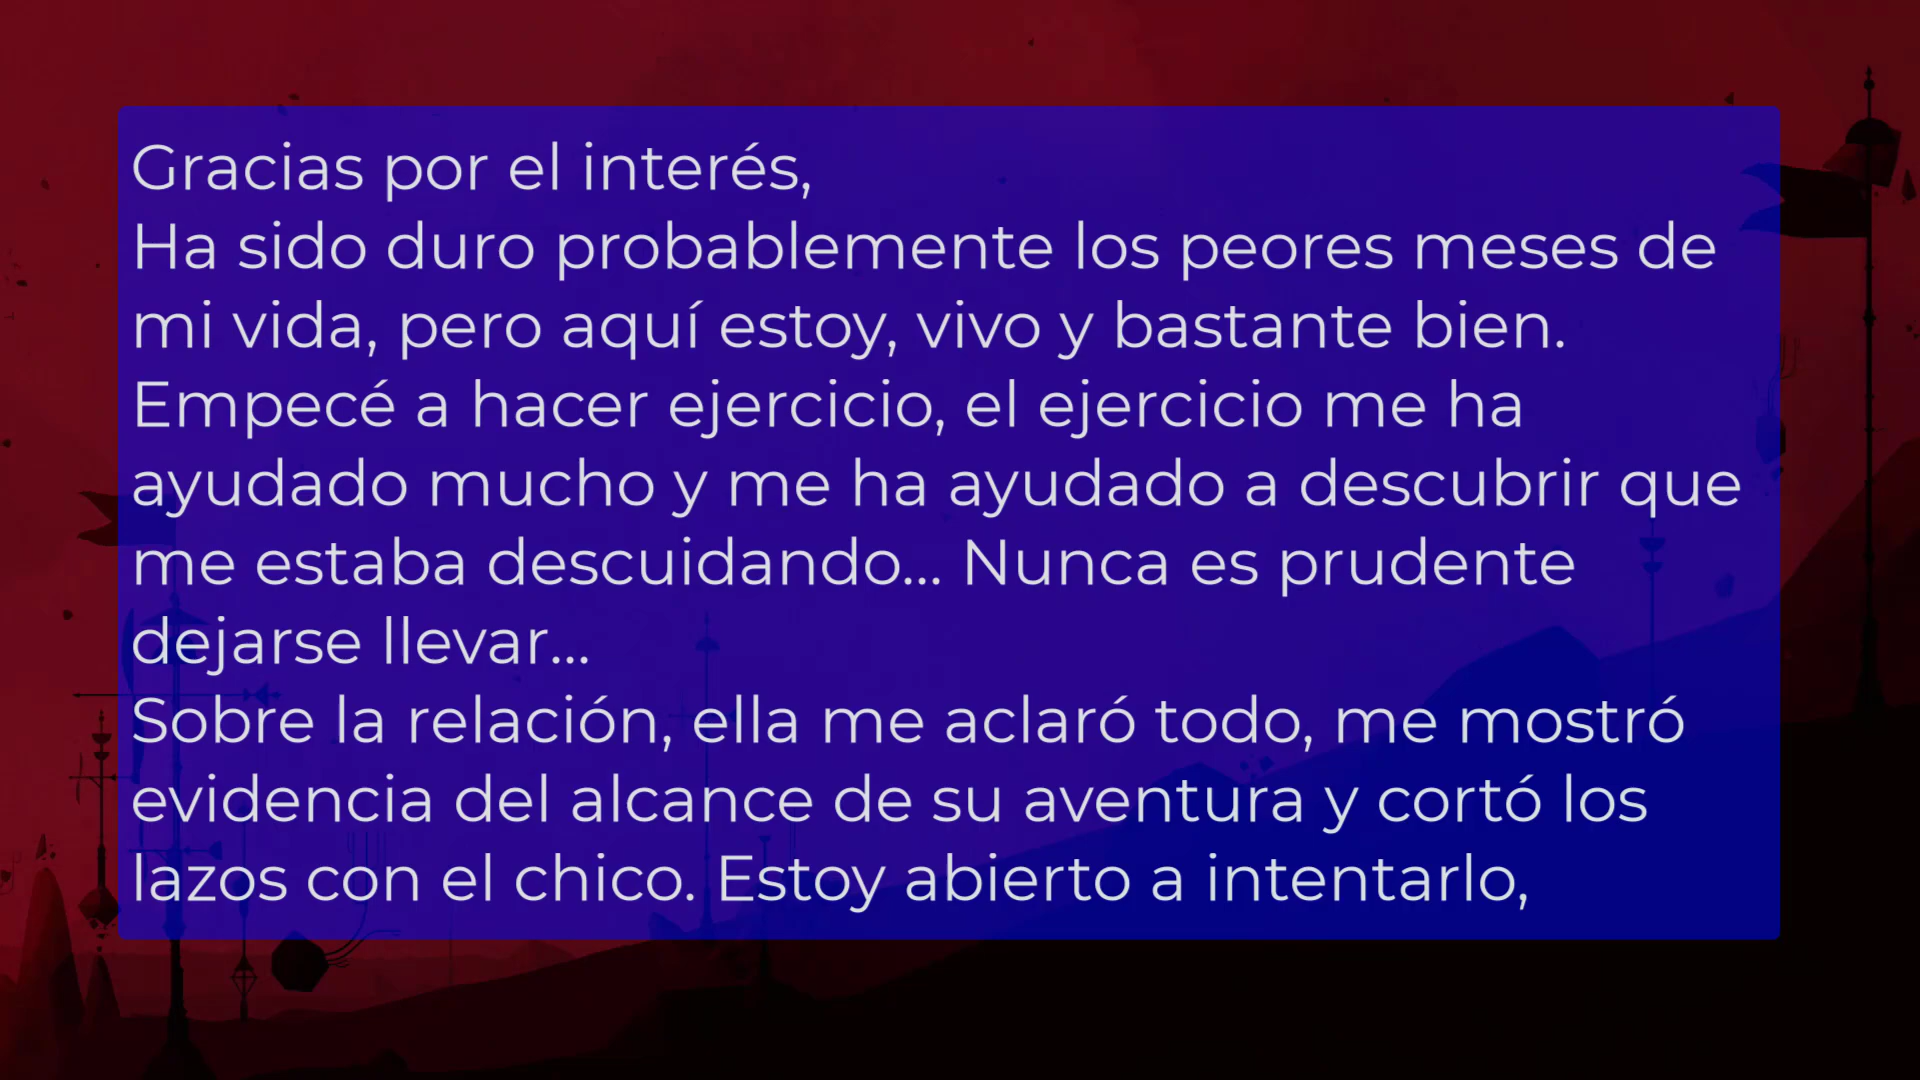 Gracias por el interés,
Ha sido duro probablemente los peores meses de
mi vida, pero aquí estoy, vivo y bastante bien.
Empecé a hacer ejercicio, el ejercicio me ha
ayudado mucho y me ha ayudado a descubrir que
me estaba descuidando... Nunca es prudente
dejarse llevar...
Sobre la relación, ella me aclaró todo, me mostró
evidencia del alcance de su aventura y cortó los
lazos con el chico. Estoy abierto a intentarlo,